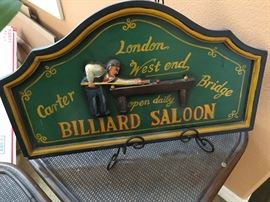 London
West end
Carter Bridge
open daily
BILLIARD SALOON